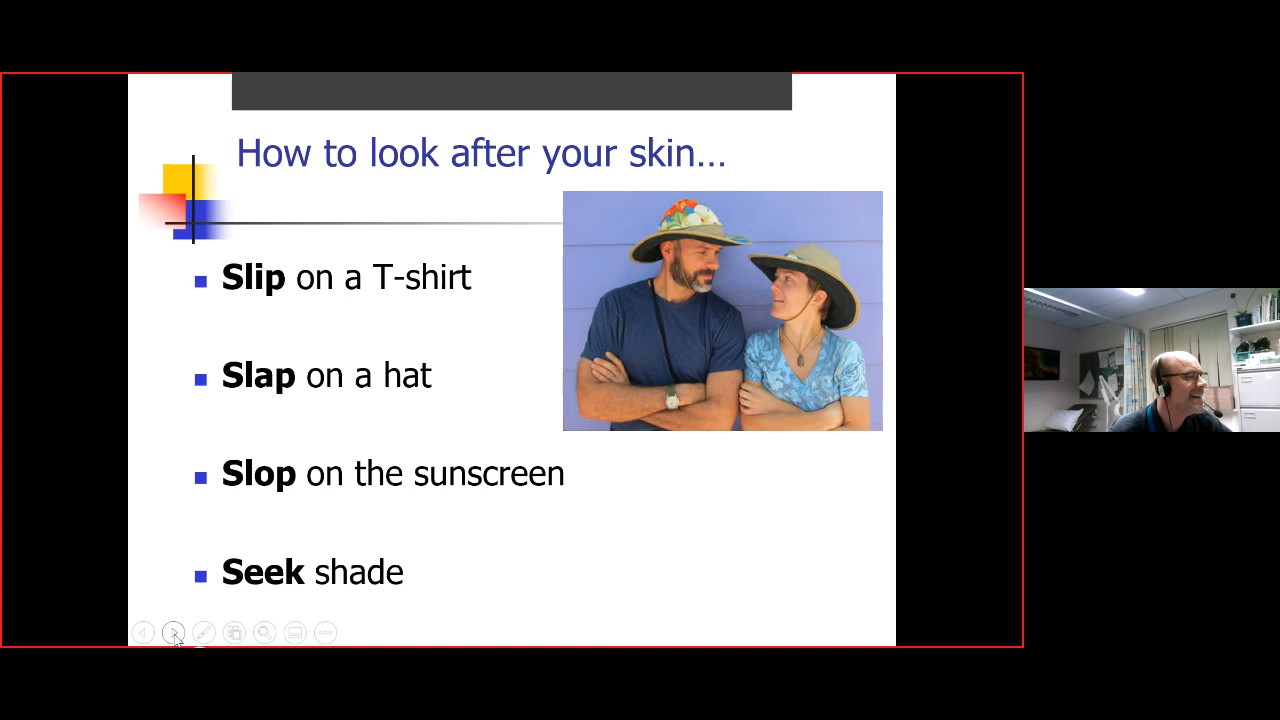 How to look after your skin...
Slip on a T-shirt
Slap on a hat
Slop on the sunscreen
Seek shade